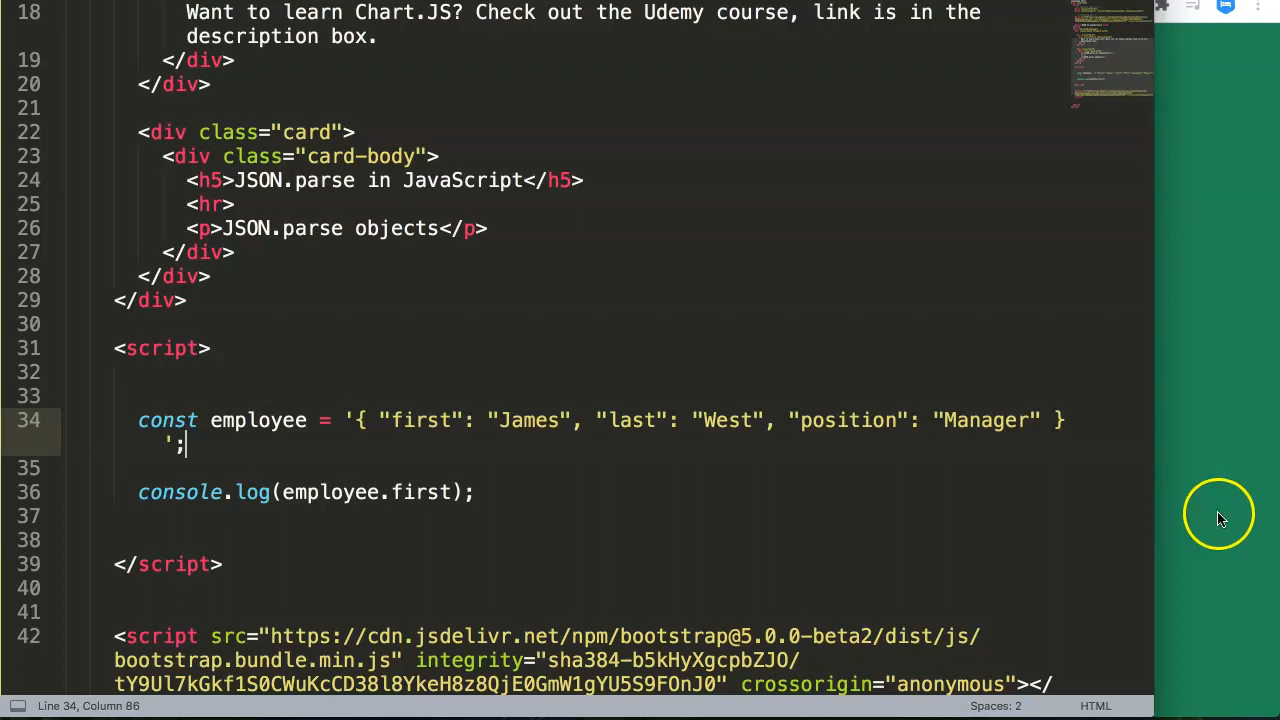 18 Want to learn Chart.JS? Check out the Udemy course, link is in the
description box.
19 </div>
20 </div>
21
22 <div class="card">
23 <div class="card-body">
24 <h5>JSON.parse in JavaScript</h5>
25 <hr>
26 <p>JSON.parse objects</p>
27 </div>
28 </div>
29 </div>
30
31 <script>
32
33
34 const employee = '{ "first": "James", "last": "West", "position": "Manager" }
';
35
36 console.log(employee.first);
37
38
39 </script>
40
41
42 <script src="https://cdn.jsdelivr.net/npm/bootstrap@5.0.0-beta2/dist/js/
bootstrap.bundle.min.js" integrity="sha384-b5kHyXgcpbZJO/
tY9Ul7kGkf1S0CWuKcCD38l8YkeH8z8QjE0GmW1gYU5S9FOnJ0" crossorigin="anonymous"></
Line 34, Column 86
Spaces: 2
HTML